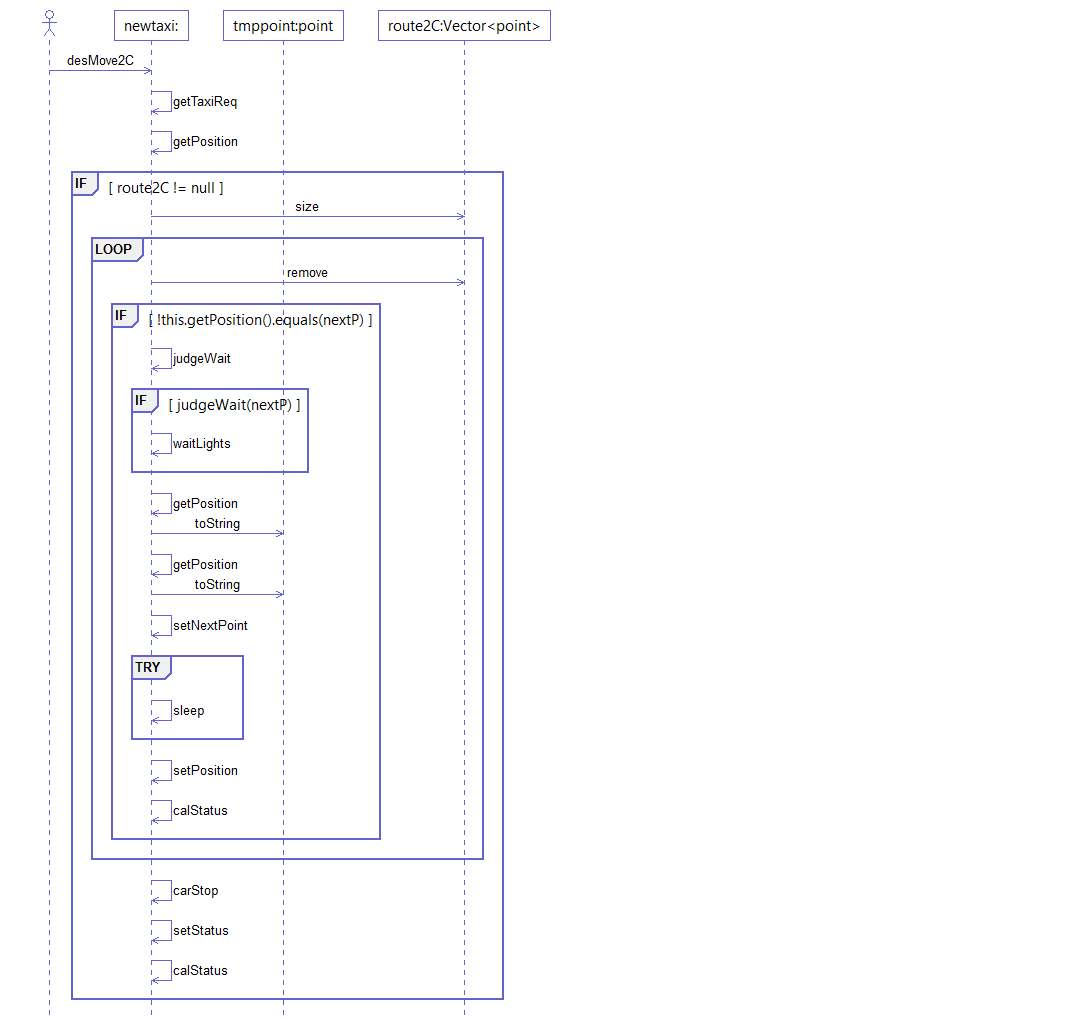 newtaxi:
tmppoint:point
route2C:Vector<point>
desMove2C
getTaxiReq
getPosition
IF
[ route2C != null ]
size
LOOP
remove
IF
[ !this.getPosition().equals(nextP) ]
judgeWait
IF
[ judgeWait(nextP) ]
waitLights
getPosition
toString
getPosition
toString
setNextPoint
TRY
sleep
setPosition
calStatus
carStop
setStatus
calStatus